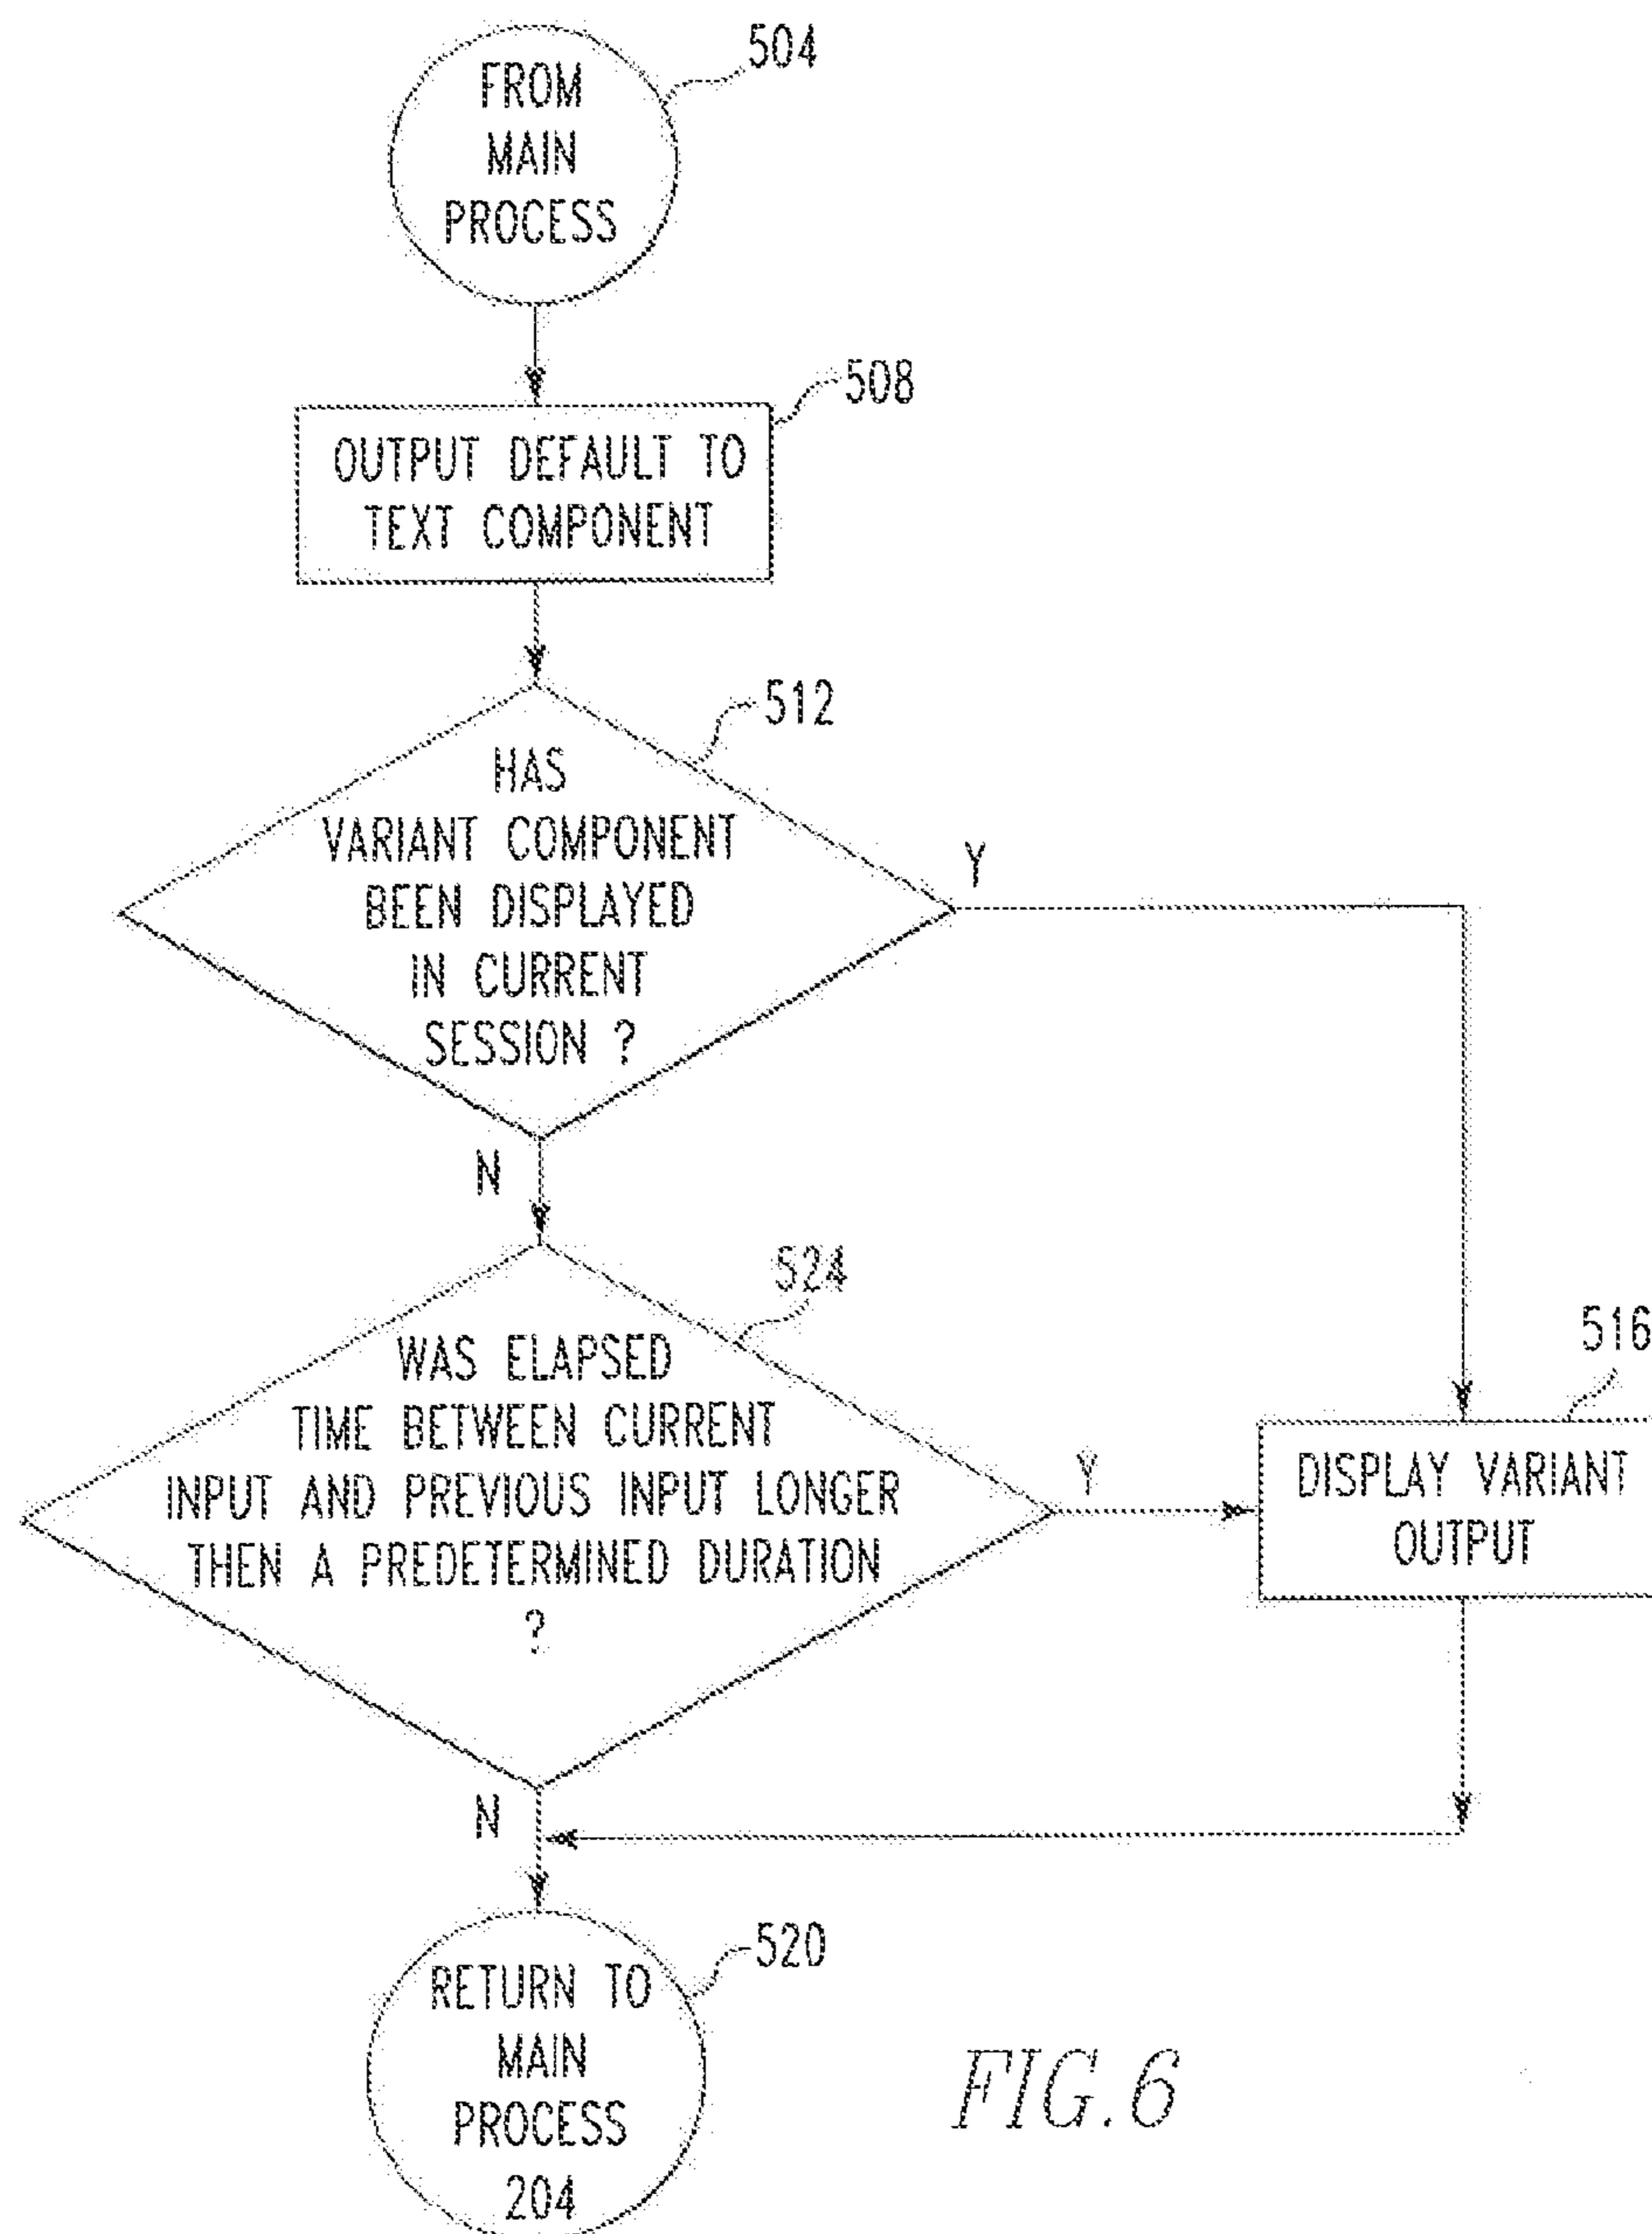 504
FROM
MAIN
PROCESS
508
OUTPUT DEFAULT TO
TEXT COMPONENT
512
HAS
VARIANT COMPONENT
BEEN DISPLAYED
IN CURRENT
SESSION ?
Y
N
524
WAS ELAPSED
TIME BETWEEN CURRENT
INPUT AND PREVIOUS INPUT LONGER
THEN A PREDETERMINED DURATION
?
Y
516
DISPLAY VARIANT
OUTPUT
N
520
RETURN TO
MAIN
PROCESS
204
FIG.6